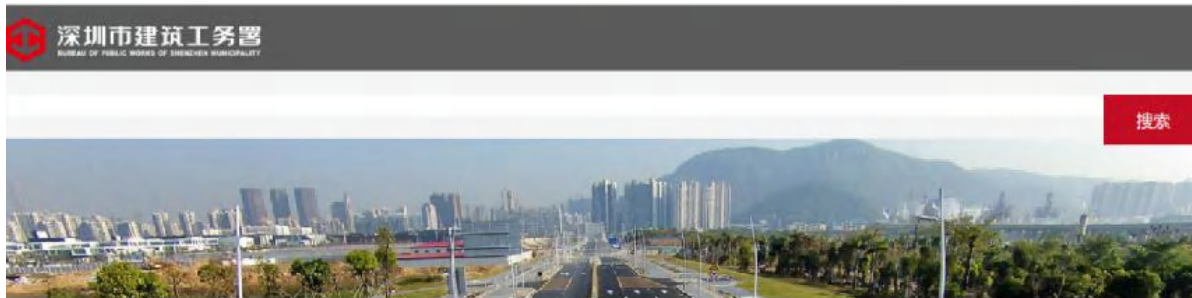 深圳市建筑工务署
BUREAU OF PUBLIC WORKS OF SHENZHEN MUNICIPALITY
搜索